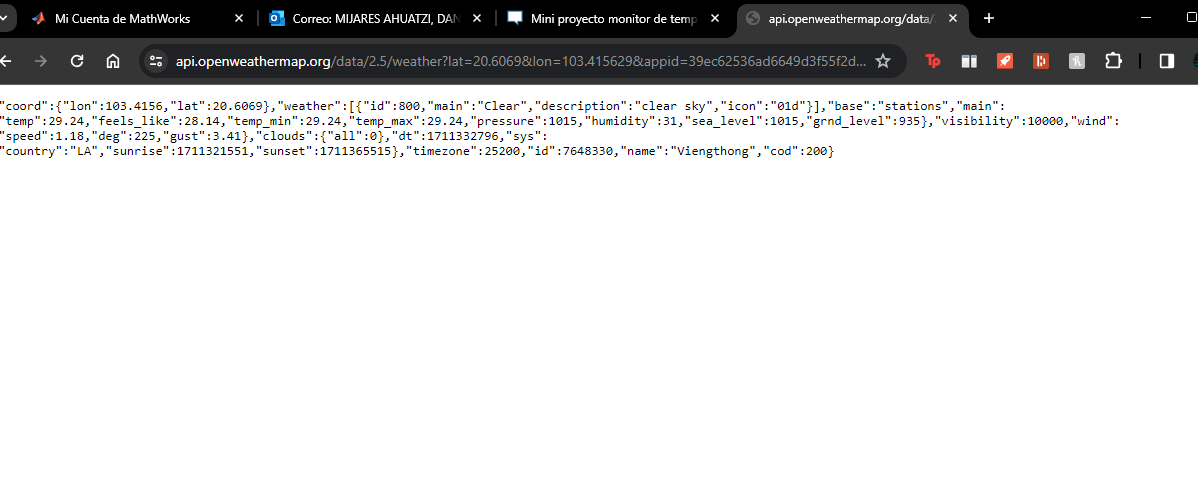 Mi Cuenta de MathWorks
Correo: MIJARES AHUATZI, DAN
Mini proyecto monitor de temp
api.openweathermap.org/data/
api.openweathermap.org/data/2.5/weather?lat=20.6069&lon=103.415629&appid=39ec62536ad6649d3f55f2d...
"coord":{"lon":103.4156,"lat":20.6069},"weather":[{"id":800,"main":"Clear","description":"clear sky","icon":"01d"}],"base":"stations","main":
"temp":29.24,"feels_like":28.14,"temp_min":29.24,"temp_max":29.24,"pressure":1015,"humidity":31,"sea_level":1015,"grnd_level":935},"visibility":10000,"wind":
"speed":1.18,"deg":225,"gust":3.41},"clouds":{"all":0},"dt":1711332796,"sys":
"country":"LA","sunrise":1711321551,"sunset":1711365515},"timezone":25200,"id":7648330,"name":"Viengthong","cod":200}